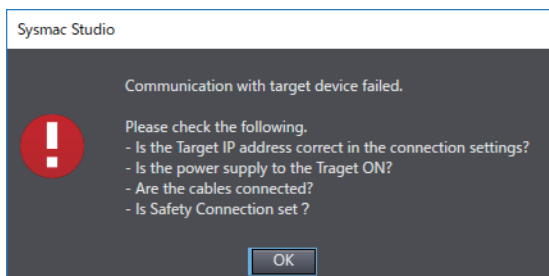 Sysmac Studio
Communication with target device failed.
Please check the following.
- Is the Target IP address correct in the connection settings?
- Is the power supply to the Traget ON?
- Are the cables connected?
- Is Safety Connection set ?
OK